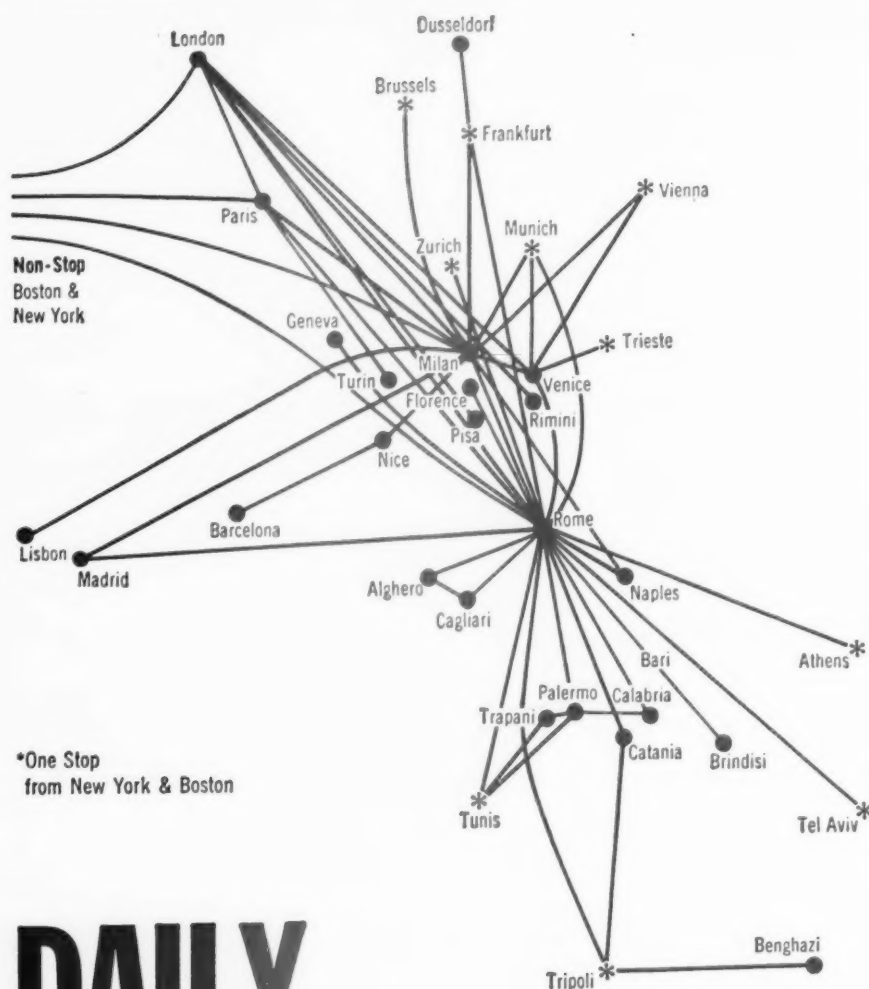 London
Dusseldorf
Brussels
*Frankfurt
Vienna
Paris
Munich
Zurich
Non-Stop
Boston &
New York
Geneva
Trieste
Milan
Turin
Venice
Florence
Rimini
Pisa
Nice
Rome
Barcelona
Lisbon
Madrid
Alghero
Naples
Cagliari
Bari
Athens
Palermo
Calabria
Trapani
Catania
Brindisi
*One Stop
from New York & Boston
Tunis
Tel Aviv
Benghazi
Tripoli
DAILY